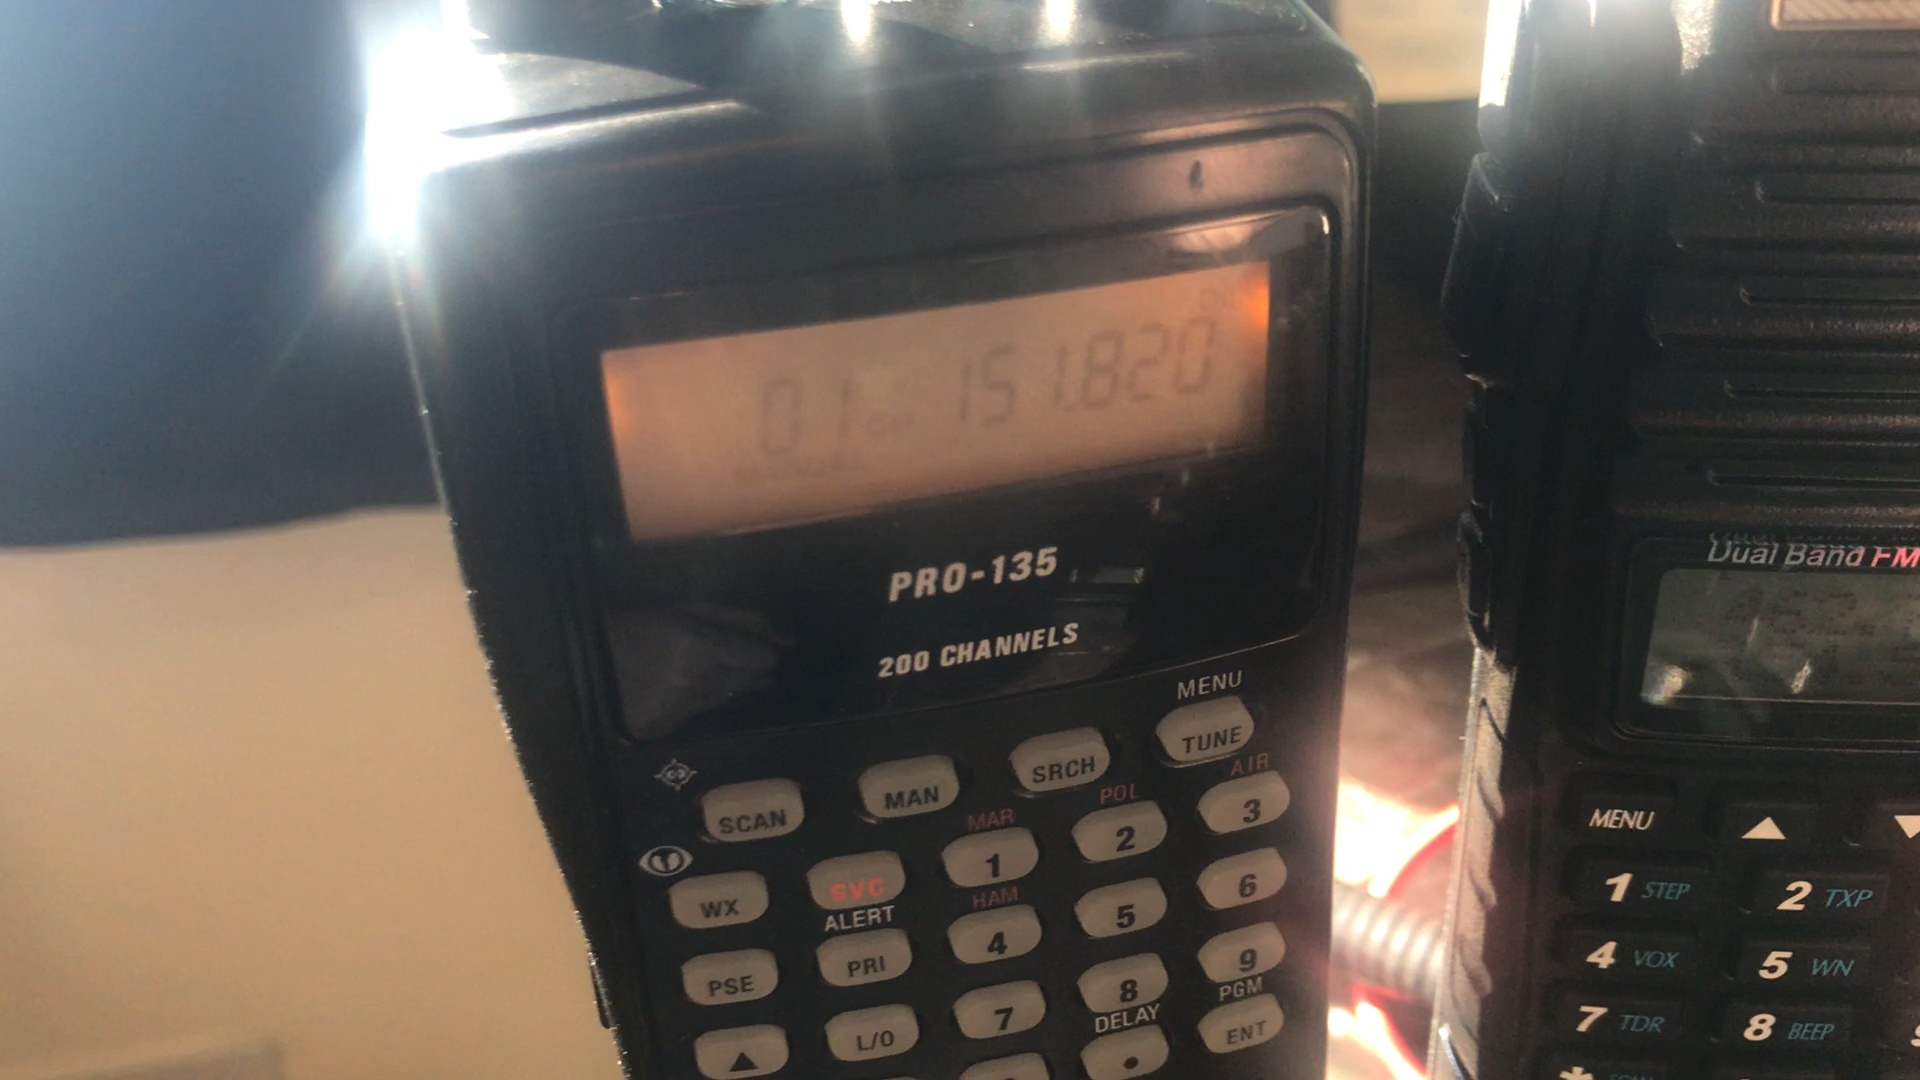 01 CH 151.820
PRO-135
200 CHANNELS
MENU
TUNE
SRCH
MAN
SCAN
AIR
3
POL
2
MAR
1
SVC
WX
ALERT
HAM
6
5
4
PRI
PSE
9
8
7
L/O
▲
PGM
ENT
DELAY
•
Dual Band FM
MENU ▲ ▼
1 STEP 2 TXP
4 VOX 5 WN
7 TDR 8 BEEP
*